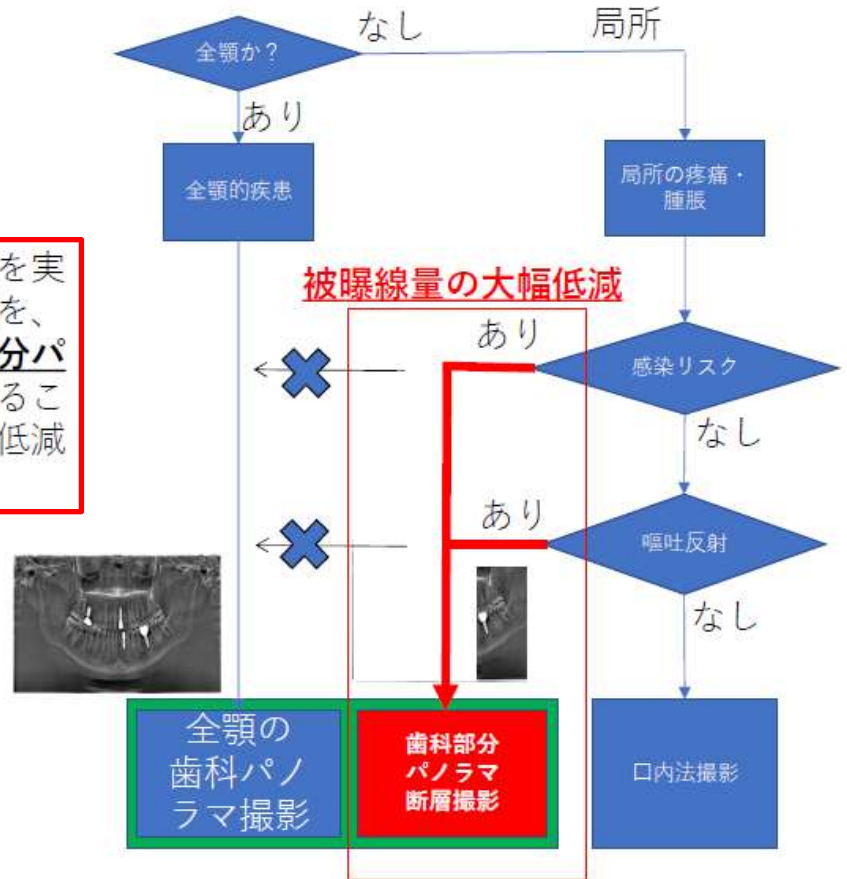 なし
局所
全顎か？
あり
全顎的疾患
局所の疼痛・
腫脹
を実
を、
分パ
るこ
低減
被曝線量の大幅低減
あり
感染リスク
なし
あり
嘔吐反射
なし
全顎の
歯科パノ
ラマ撮影
歯科部分
パノラマ
断層撮影
口内法撮影